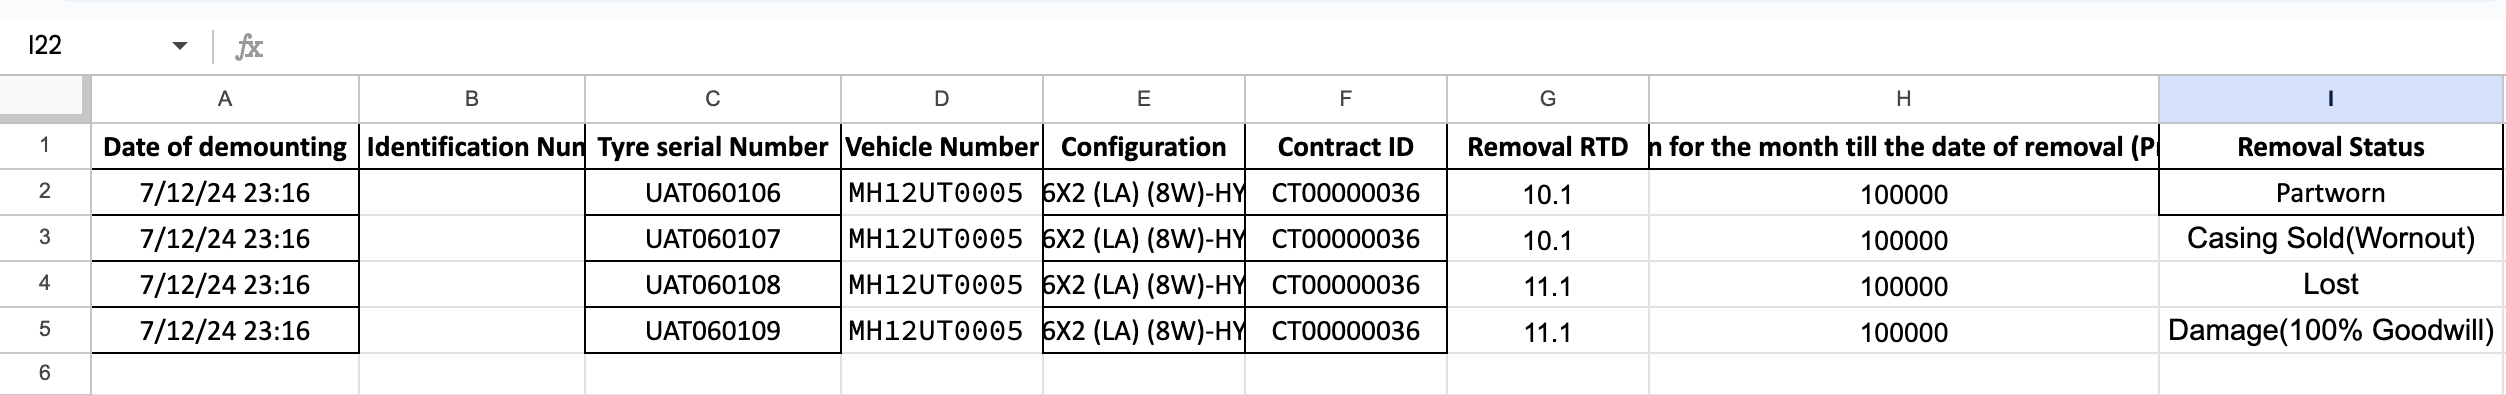 I22 fx
A B C D E F G H I
1 Date of demounting Identification Nun Tyre serial Number Vehicle Number Configuration Contract ID Removal RTD n for the month till the date of removal (P Removal Status
2 7/12/24 23:16 UAT060106 MH12UT0005 6X2 (LA) (8W)-HY CT00000036 10.1 100000 Partworn
3 7/12/24 23:16 UAT060107 MH12UT0005 6X2 (LA) (8W)-HY CT00000036 10.1 100000 Casing Sold(Wornout)
4 7/12/24 23:16 UAT060108 MH12UT0005 6X2 (LA) (8W)-HY CT00000036 11.1 100000 Lost
5 7/12/24 23:16 UAT060109 MH12UT0005 6X2 (LA) (8W)-HY CT00000036 11.1 100000 Damage(100% Goodwill)
6